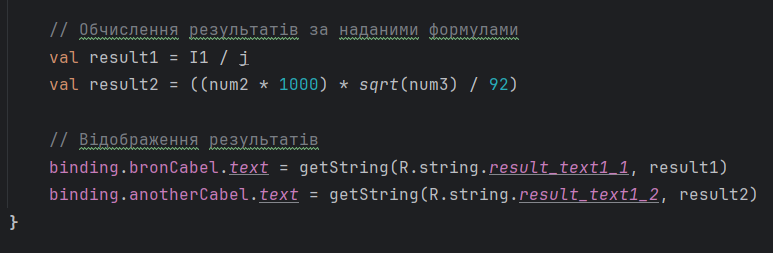 // Обчислення результатів за наданими формулами
val result1 = I1 / j
val result2 = ((num2 * 1000) * sqrt(num3) / 92)
// Відображення результатів
binding.bronCabel.text = getString(R.string.result_text1_1, result1)
binding.anotherCabel.text = getString(R.string.result_text1_2, result2)
}